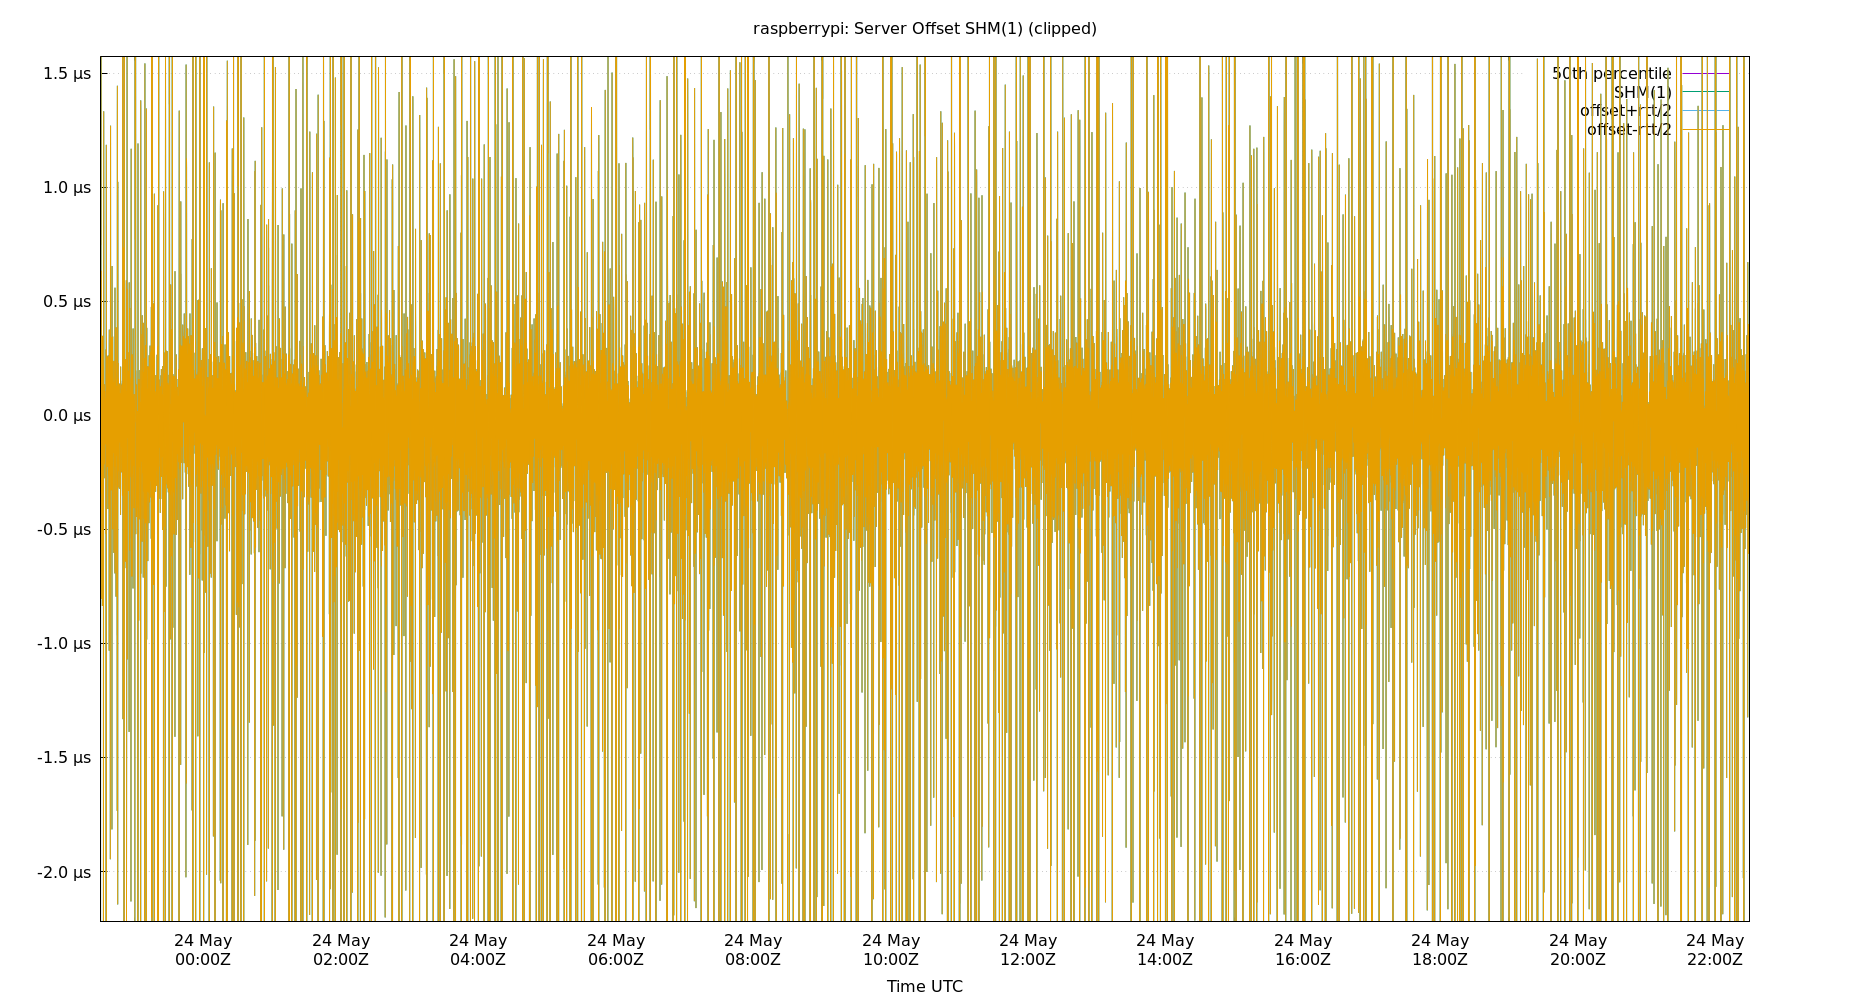 raspberrypi: Server Offset SHM(1) (clipped)
1.5 µs
1.0 µs
0.5 µs
0.0 µs
-0.5 µs
-1.0 µs
-1.5 µs
-2.0 µs
50th percentile
SHM(1)
offset+rtt/2
offset-rtt/2
24 May 24 May 24 May 24 May 24 May 24 May 24 May 24 May 24 May 24 May 24 May 24 May
00:00Z 02:00Z 04:00Z 06:00Z 08:00Z 10:00Z 12:00Z 14:00Z 16:00Z 18:00Z 20:00Z 22:00Z
Time UTC